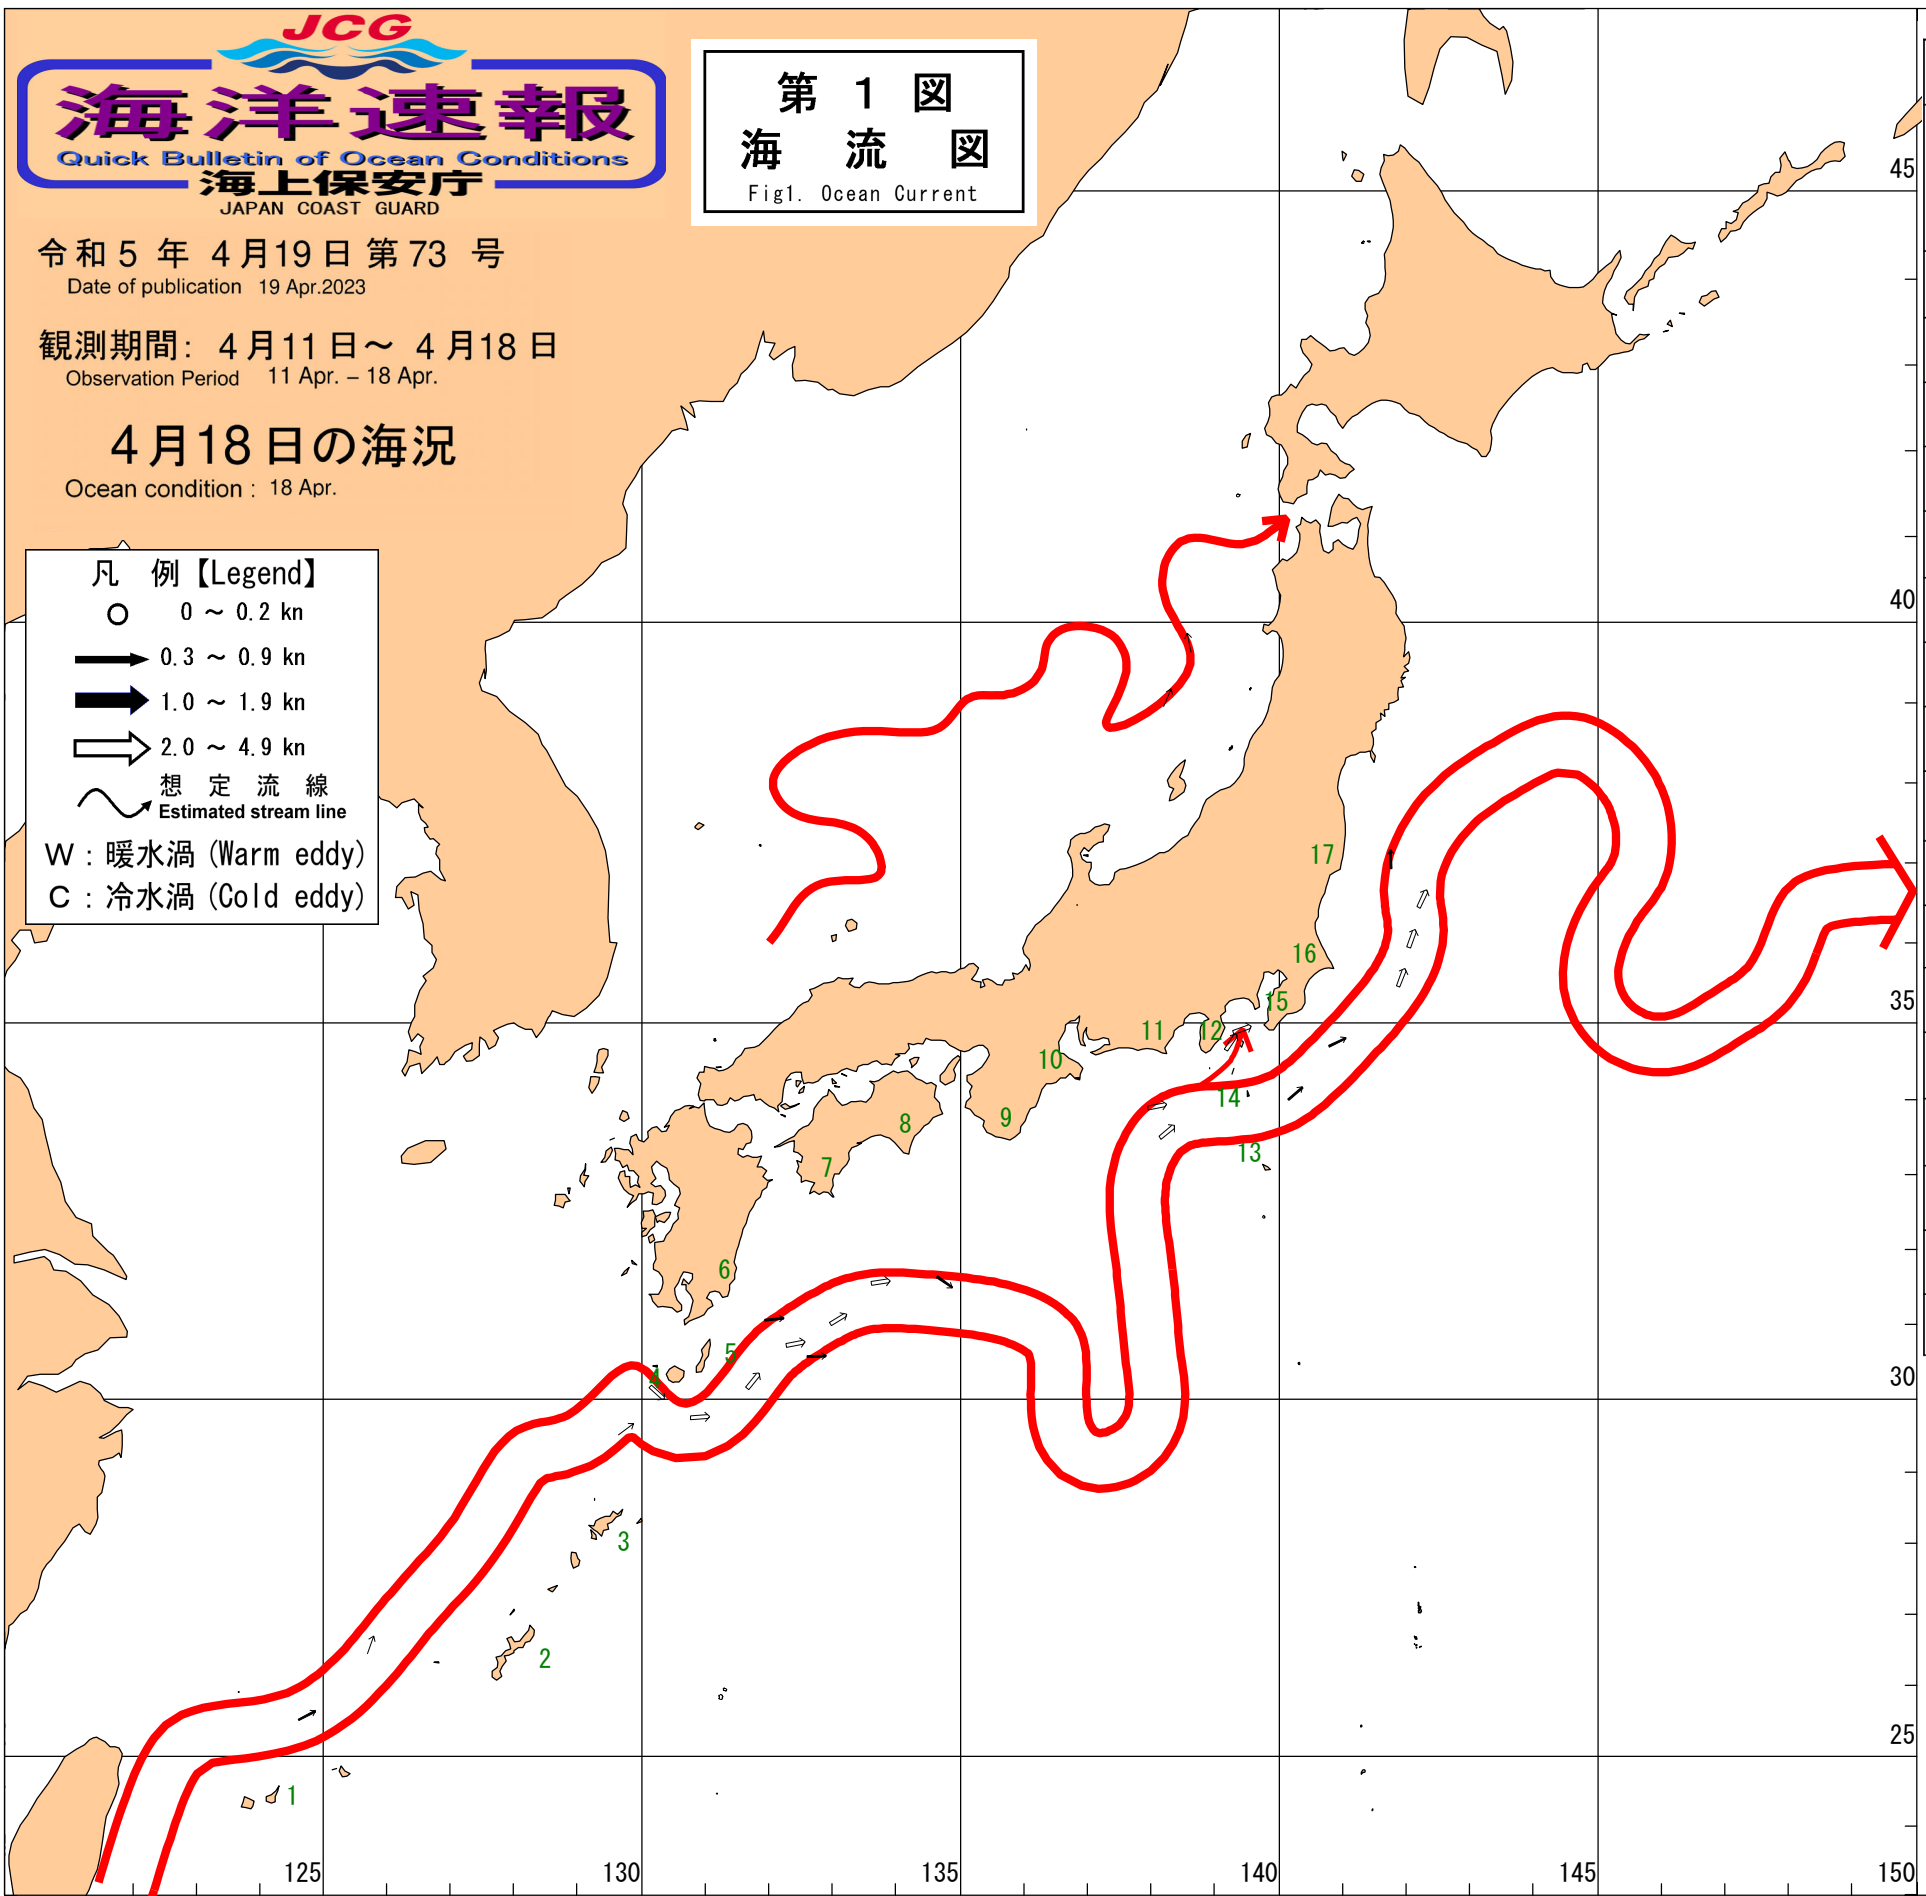 JCG
海洋速報
Quick Bulletin of Ocean Conditions
海上保安庁
JAPAN COAST GUARD
令和 5 年 4月19日 第73 号
Date of publication 19 Apr.2023
観測期間: 4月11日～ 4月18日
Observation Period 11 Apr. – 18 Apr.
4月18日の海況
Ocean condition : 18 Apr.
第 1 図
海 流 図
Fig1. Ocean Current
凡 例【Legend】
0 ～ 0.2 kn
0.3 ～ 0.9 kn
1.0 ～ 1.9 kn
2.0 ～ 4.9 kn
想 定 流 線
Estimated stream line
W : 暖水渦 (Warm eddy)
C : 冷水渦 (Cold eddy)
45
40
17
16
35
15
12
11
10
14
9
8
13
7
6
5
4
30
3
2
25
1
125
130
135
140
145
150